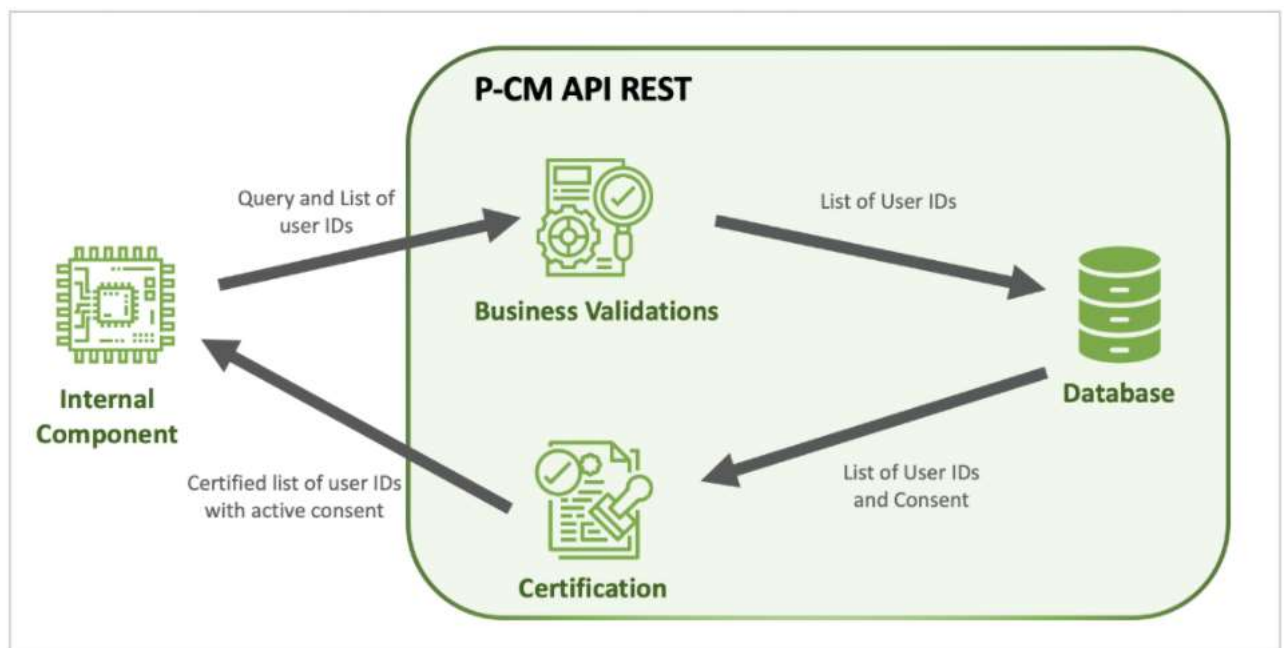 P-CM API REST
Query and List of
user IDs
List of User IDs
Business Validations
Internal
Component
Database
Certified list of user IDs
with active consent
List of User IDs
and Consent
Certification